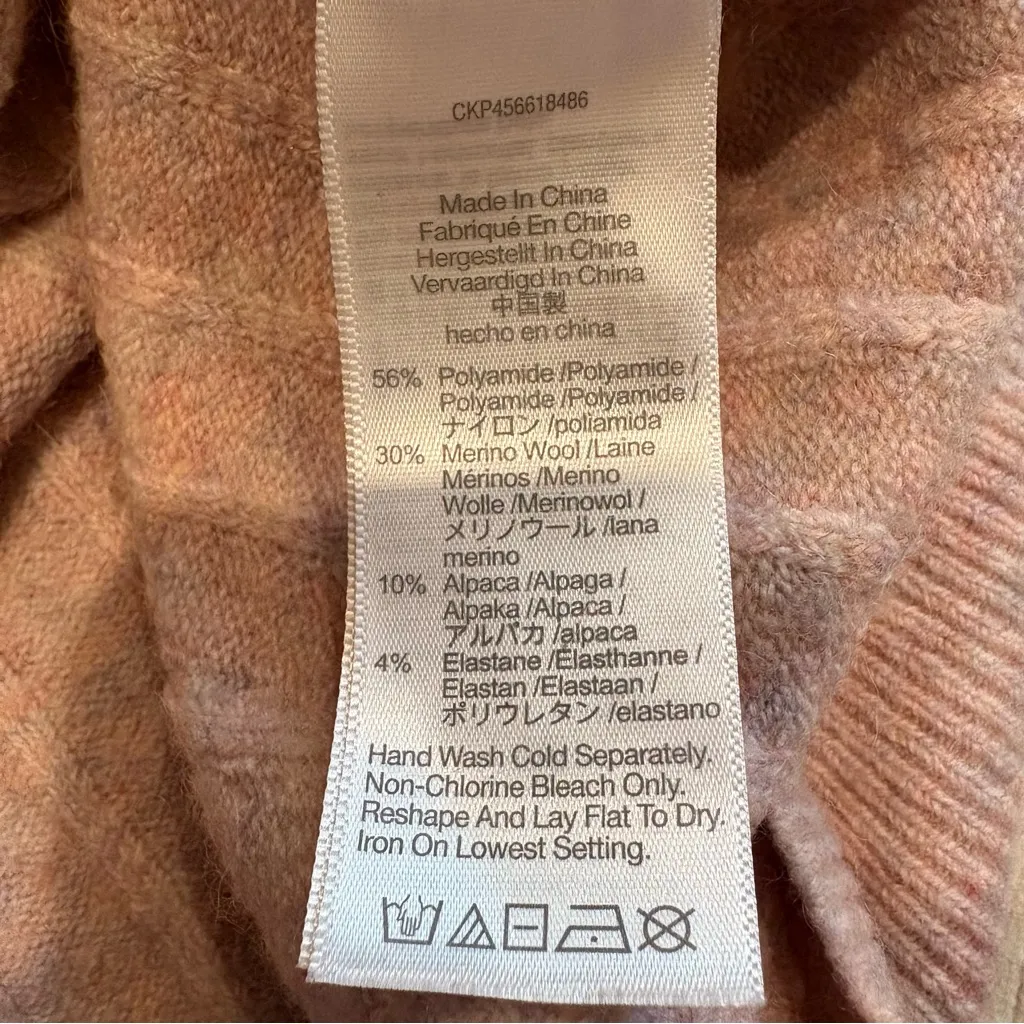 CKP456618486
Made In China
Fabriqué En Chine
Hergestellt In China
Vervaardigd In China
中国製
hecho en china
56% Polyamide /Polyamide /
Polyamide /Polyamide /
ナイロン /poliamida
30% Merino Wool /Laine
Mérinos /Merino
Wolle /Merinowol /
メリノウール /lana
merino
10% Alpaca /Alpaga /
Alpaka /Alpaca /
アルパカ /alpaca
4% Elastane /Élasthanne /
Elastan /Elastaan /
ポリウレタン /elastano
Hand Wash Cold Separately.
Non-Chlorine Bleach Only.
Reshape And Lay Flat To Dry.
Iron On Lowest Setting.